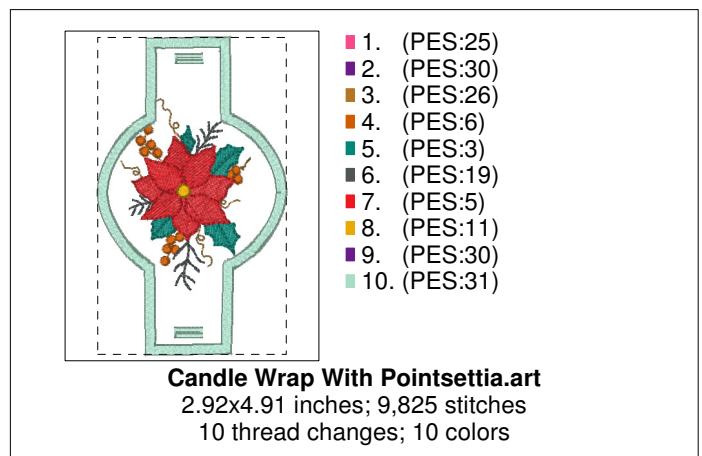 1. (PES:25)
2. (PES:30)
3. (PES:26)
4. (PES:6)
5. (PES:3)
6. (PES:19)
7. (PES:5)
8. (PES:11)
9. (PES:30)
10. (PES:31)
Candle Wrap With Pointsettia.art
2.92x4.91 inches; 9,825 stitches
10 thread changes; 10 colors